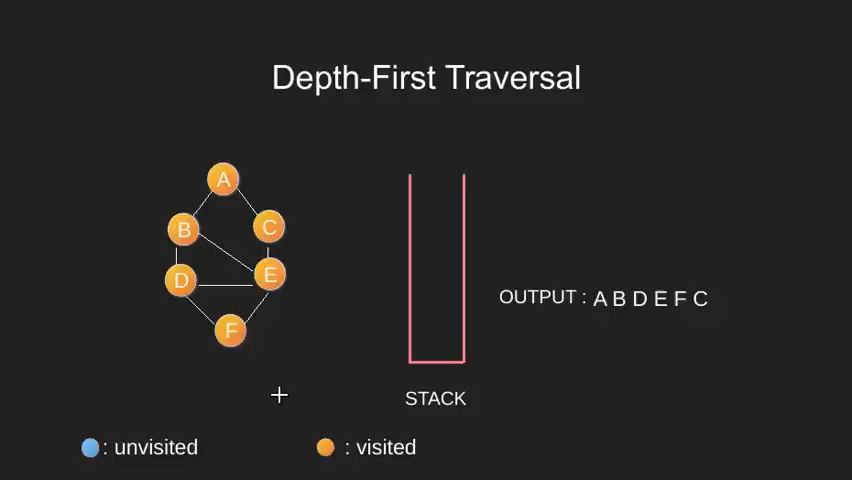 Depth-First Traversal
A
B
C
D
E
F
OUTPUT : A B D E F C
STACK
: unvisited
: visited